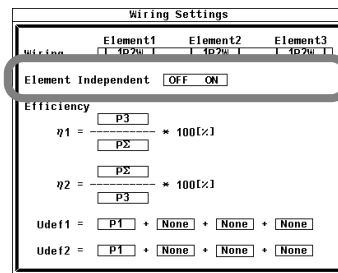 Wiring Settings
Element1 Element2 Element3
Wiring 1P2W 1P2W 1P2W
Element Independent OFF ON
Efficiency
P3
η1 = ---------- * 100[%]
PΣ
PΣ
η2 = ---------- * 100[%]
P3
Udef1 = P1 + None + None + None
Udef2 = P1 + None + None + None